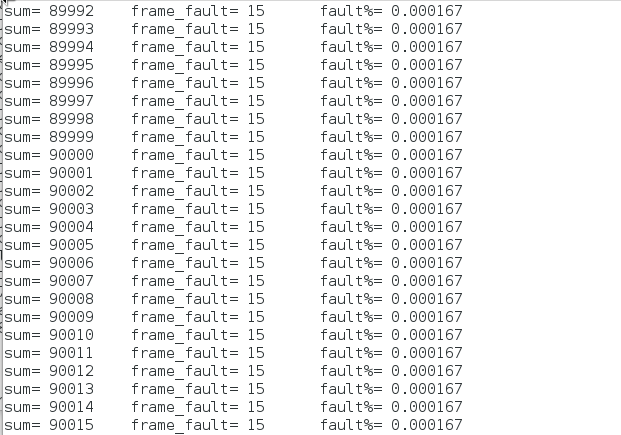 sum= 89992 frame_fault= 15 fault%= 0.000167
sum= 89993 frame_fault= 15 fault%= 0.000167
sum= 89994 frame_fault= 15 fault%= 0.000167
sum= 89995 frame_fault= 15 fault%= 0.000167
sum= 89996 frame_fault= 15 fault%= 0.000167
sum= 89997 frame_fault= 15 fault%= 0.000167
sum= 89998 frame_fault= 15 fault%= 0.000167
sum= 89999 frame_fault= 15 fault%= 0.000167
sum= 90000 frame_fault= 15 fault%= 0.000167
sum= 90001 frame_fault= 15 fault%= 0.000167
sum= 90002 frame_fault= 15 fault%= 0.000167
sum= 90003 frame_fault= 15 fault%= 0.000167
sum= 90004 frame_fault= 15 fault%= 0.000167
sum= 90005 frame_fault= 15 fault%= 0.000167
sum= 90006 frame_fault= 15 fault%= 0.000167
sum= 90007 frame_fault= 15 fault%= 0.000167
sum= 90008 frame_fault= 15 fault%= 0.000167
sum= 90009 frame_fault= 15 fault%= 0.000167
sum= 90010 frame_fault= 15 fault%= 0.000167
sum= 90011 frame_fault= 15 fault%= 0.000167
sum= 90012 frame_fault= 15 fault%= 0.000167
sum= 90013 frame_fault= 15 fault%= 0.000167
sum= 90014 frame_fault= 15 fault%= 0.000167
sum= 90015 frame_fault= 15 fault%= 0.000167